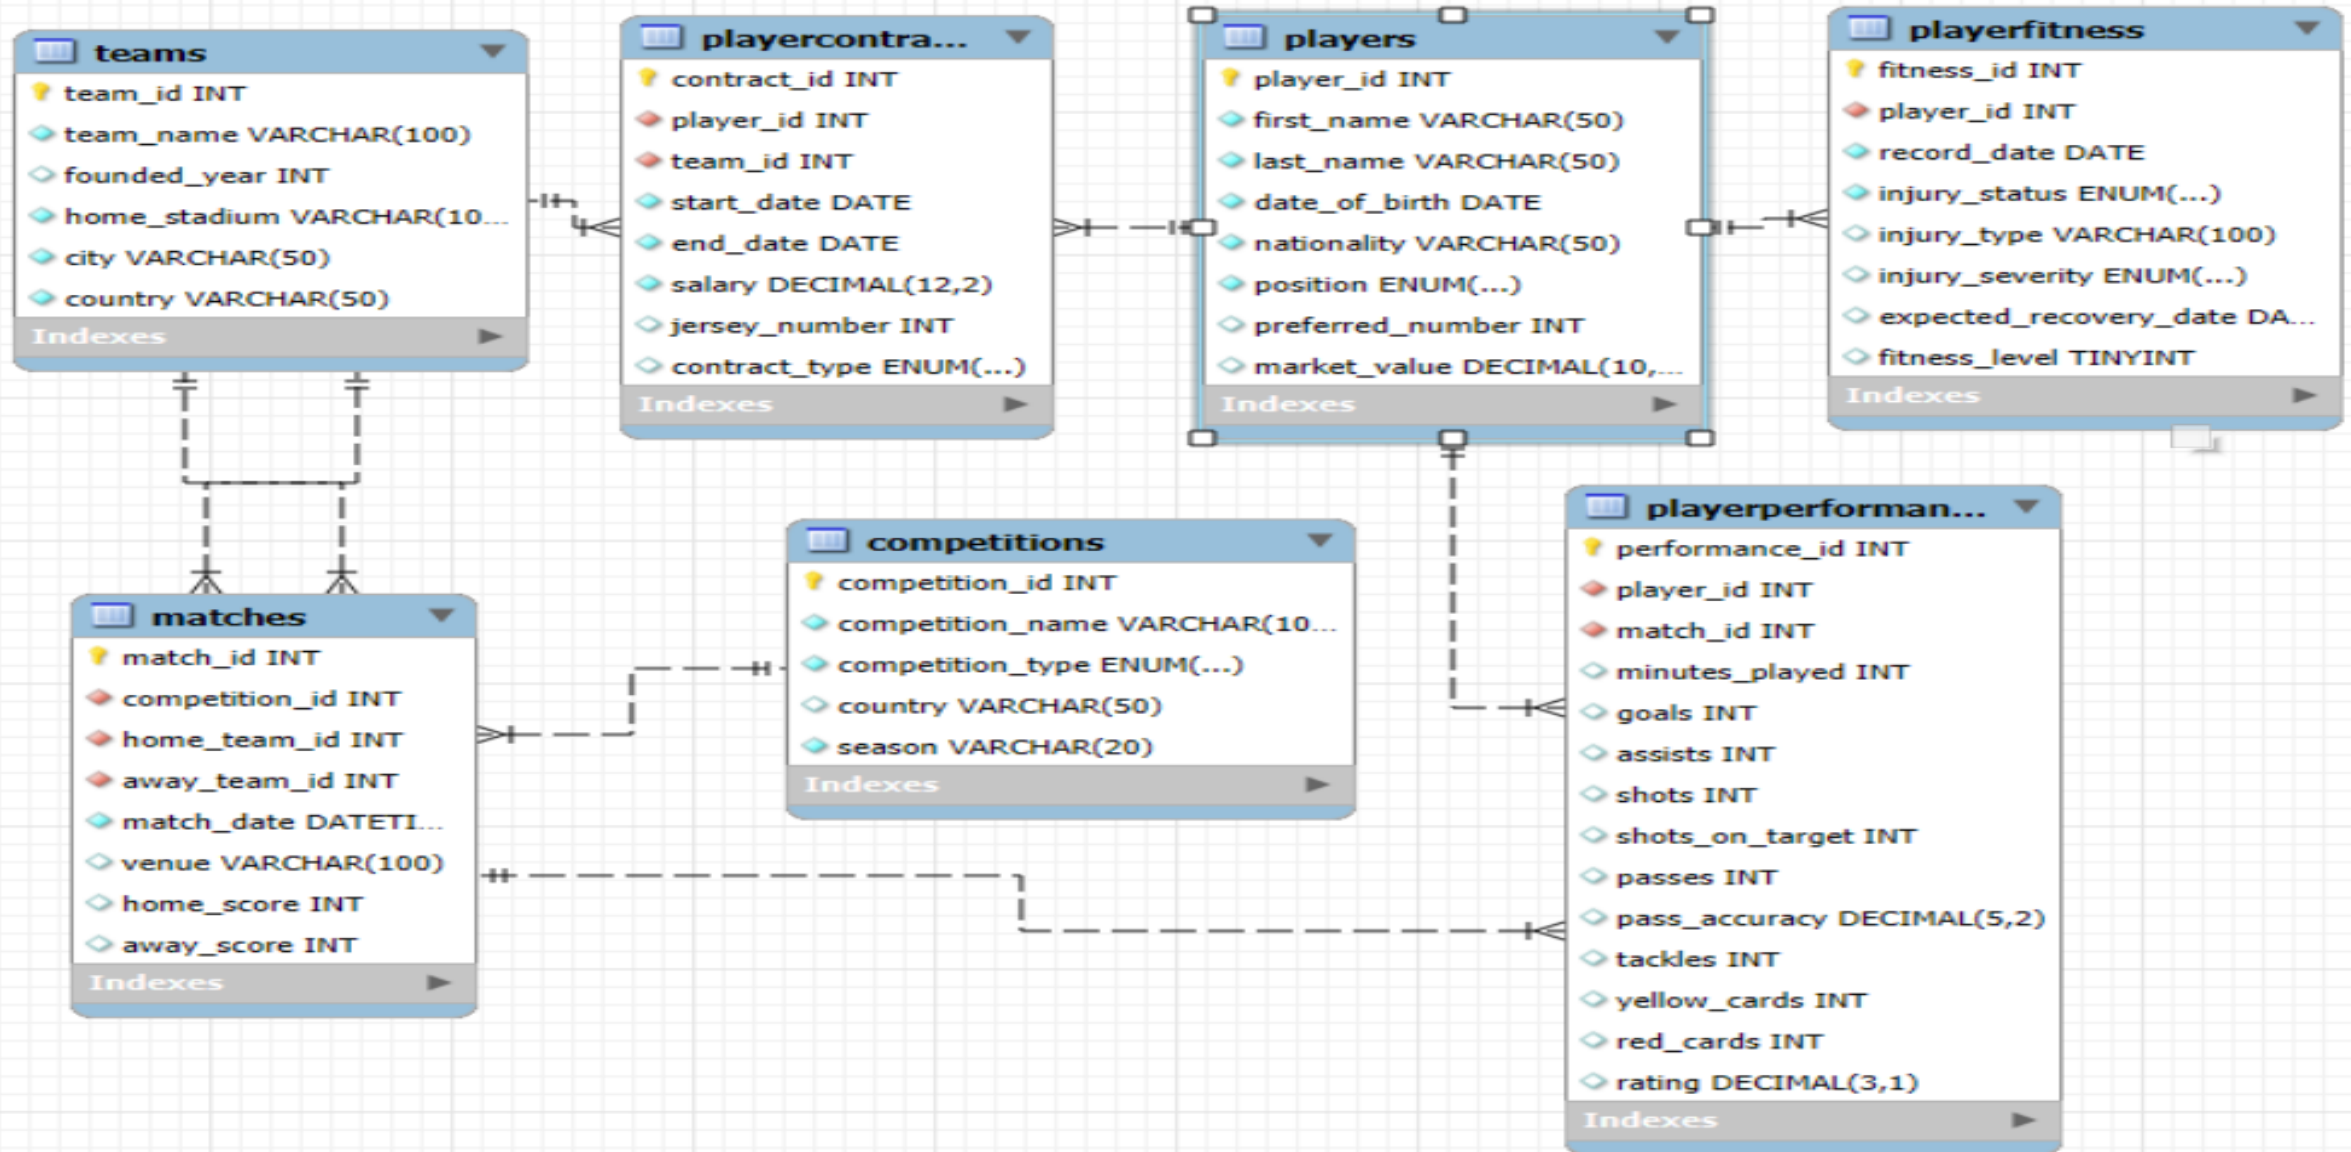 teams
team_id INT
team_name VARCHAR(100)
founded_year INT
home_stadium VARCHAR(10...
city VARCHAR(50)
country VARCHAR(50)
Indexes
playercontra...
contract_id INT
player_id INT
team_id INT
start_date DATE
end_date DATE
salary DECIMAL(12,2)
jersey_number INT
contract_type ENUM(...)
Indexes
players
player_id INT
first_name VARCHAR(50)
last_name VARCHAR(50)
date_of_birth DATE
nationality VARCHAR(50)
position ENUM(...)
preferred_number INT
market_value DECIMAL(10,...
Indexes
playerfitness
fitness_id INT
player_id INT
record_date DATE
injury_status ENUM(...)
injury_type VARCHAR(100)
injury_severity ENUM(...)
expected_recovery_date DA...
fitness_level TINYINT
Indexes
matches
match_id INT
competition_id INT
home_team_id INT
away_team_id INT
match_date DATETI...
venue VARCHAR(100)
home_score INT
away_score INT
Indexes
competitions
competition_id INT
competition_name VARCHAR(10...
competition_type ENUM(...)
country VARCHAR(50)
season VARCHAR(20)
Indexes
playerperforman...
performance_id INT
player_id INT
match_id INT
minutes_played INT
goals INT
assists INT
shots INT
shots_on_target INT
passes INT
pass_accuracy DECIMAL(5,2)
tackles INT
yellow_cards INT
red_cards INT
rating DECIMAL(3,1)
Indexes